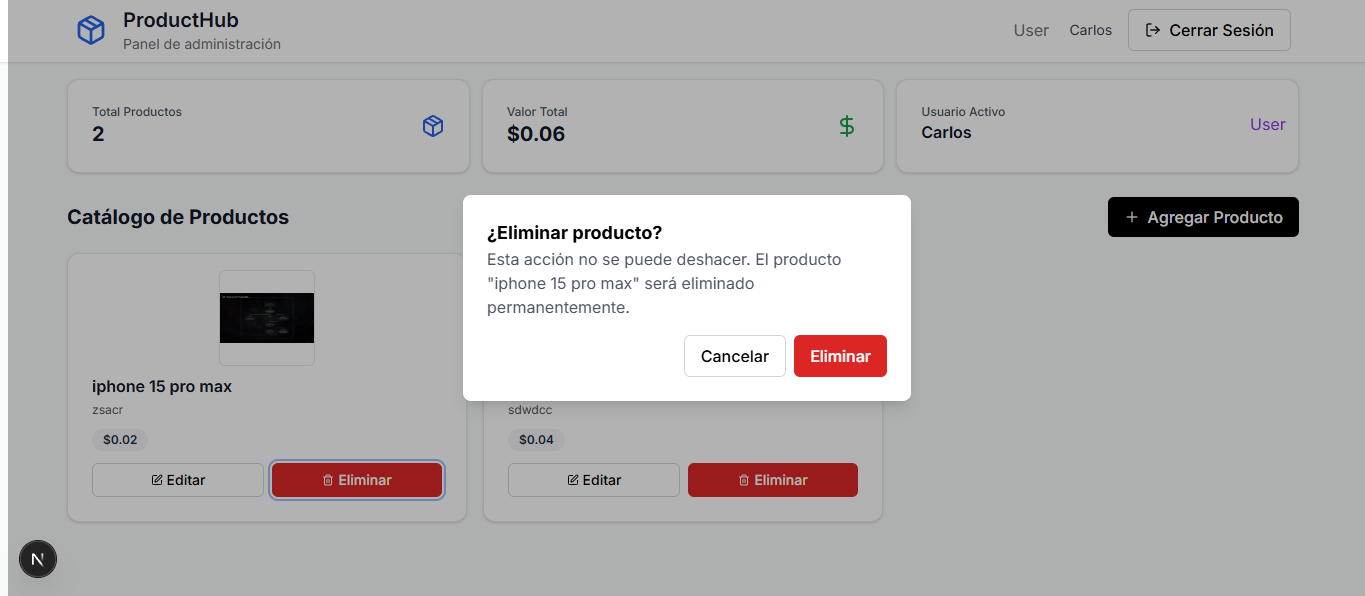 ProductHub
Panel de administración
User
Carlos
Cerrar Sesión
Total Productos
2
Valor Total
$0.06
Usuario Activo
Carlos
User
Catálogo de Productos
+ Agregar Producto
¿Eliminar producto?
Esta acción no se puede deshacer. El producto
"iphone 15 pro max" será eliminado
permanentemente.
Cancelar
Eliminar
iphone 15 pro max
zsacr
$0.02
Editar
Eliminar
sdwdcc
$0.04
Editar
Eliminar
N